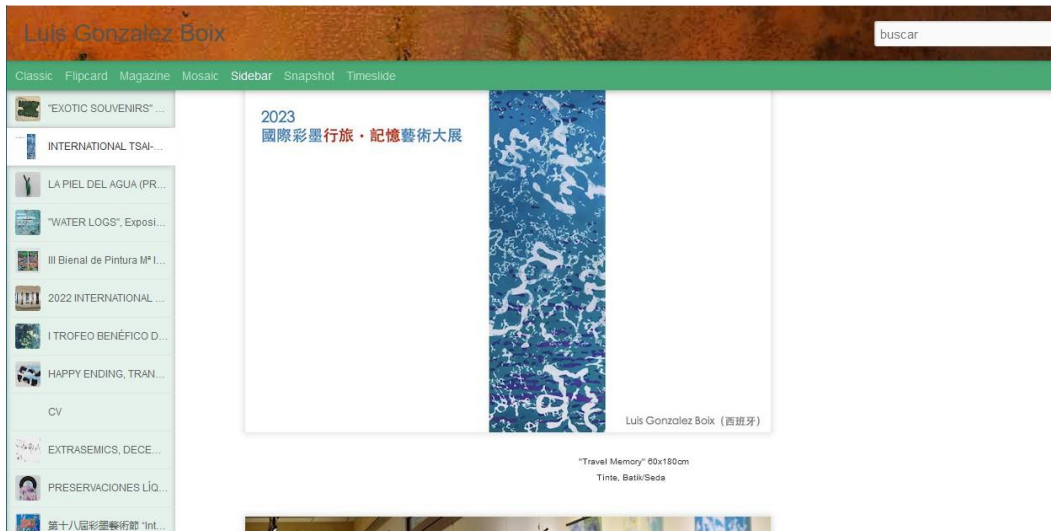 Luis Gonzalez Boix
buscar
Classic Flipcard Magazine Mosaic Sidebar Snapshot Timeslide
"EXOTIC SOUVENIRS" ...
INTERNATIONAL TSAI-...
LA PIEL DEL AGUA (PR...
"WATER LOGS", Exposi...
III Bienal de Pintura Mª I...
2022 INTERNATIONAL ...
I TROFEO BENÉFICO D...
HAPPY ENDING, TRAN...
CV
EXTRASEMICS, DECE...
PRESERVACIONES LÍQ...
第十八屆彩墨藝術節 "Int...
2023
國際彩墨行旅・記憶藝術大展
Luis Gonzalez Boix (西班牙)
"Travel Memory" 60x180cm
Tinte, Batik/Seda